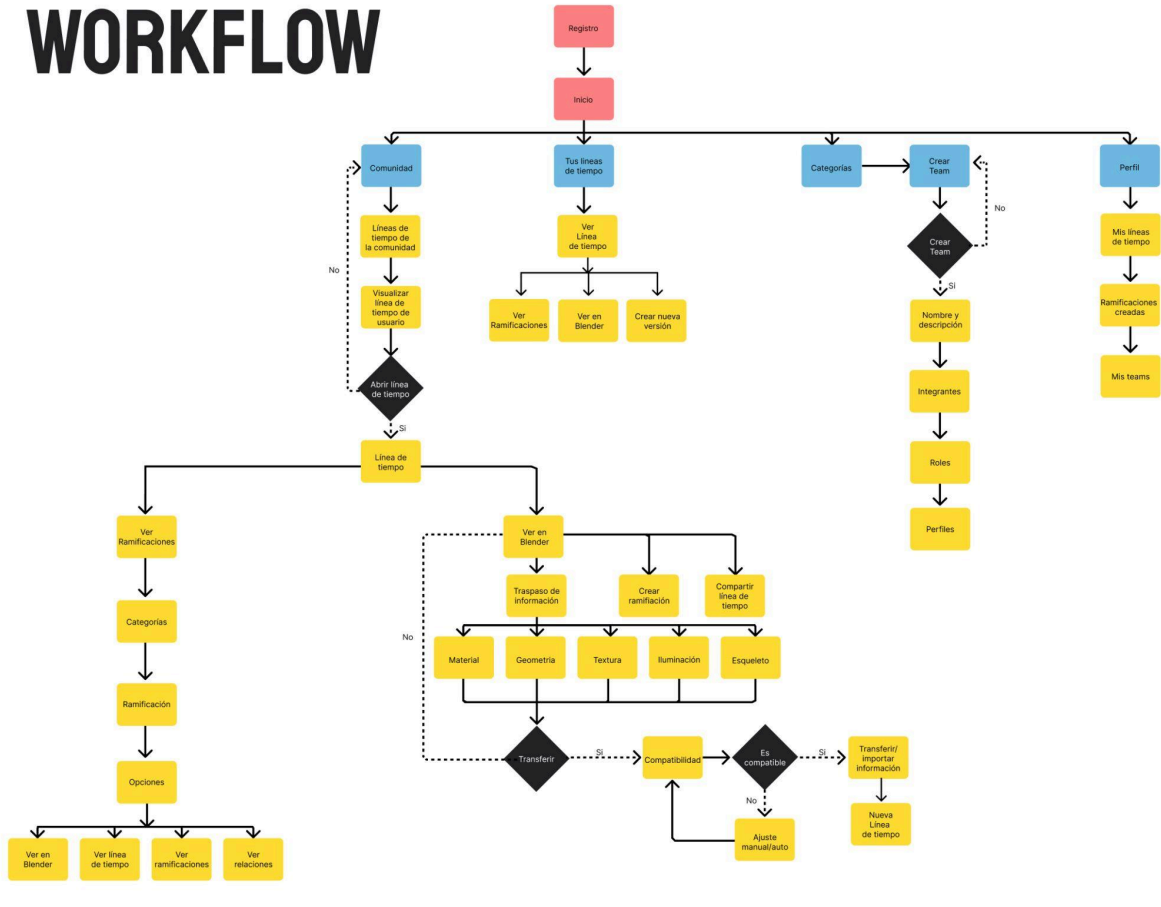 WORKFLOW
Registro
Inicio
Comunidad
Tus lineas
de tiempo
Categorías
Crear
Team
Perfil
No
Líneas de
tiempo de
la comunidad
Ver
Línea
de tiempo
Crear
Team
Mis líneas
de tiempo
No
Visualizar
línea de
tiempo de
usuario
Ver
Ramificaciones
Ver en
Blender
Crear nueva
versión
Si
Nombre y
descripción
Ramificaciones
creadas
Abrir línea
de tiempo
Integrantes
Mis teams
Si
Línea de
tiempo
Roles
Perfiles
Ver
Ramificaciones
Ver en
Blender
Traspaso de
información
Crear
ramifiación
Compartir
línea de
tiempo
Categorías
No
Material
Geometria
Textura
Iluminación
Esqueleto
Ramificación
Transferir
Si
Compatibilidad
Es
compatible
Si
Transferir/
importar
información
Opciones
No
Nueva
Línea
de tiempo
Ajuste
manual/auto
Ver en
Blender
Ver línea
de tiempo
Ver
ramificaciones
Ver
relaciones